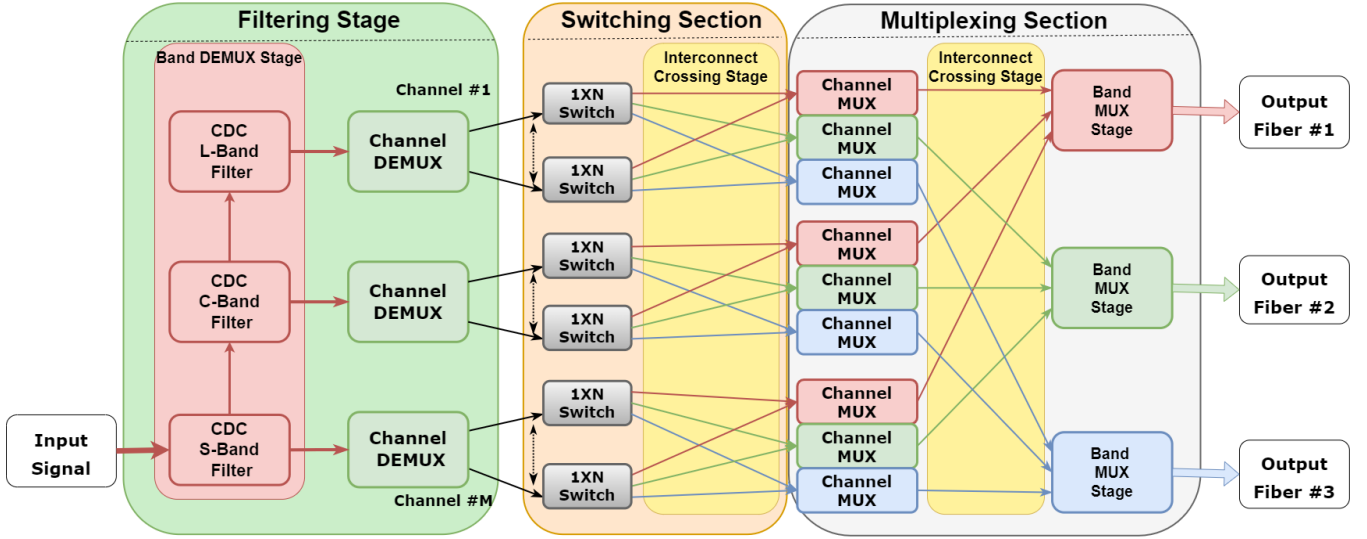 Filtering Stage
Switching Section
Multiplexing Section
Band DEMUX Stage
Interconnect
Crossing Stage
Interconnect
Crossing Stage
Channel #1
CDC
L-Band
Filter
Channel
DEMUX
CDC
C-Band
Filter
Channel
DEMUX
CDC
S-Band
Filter
Channel
DEMUX
Channel #M
Input
Signal
1XN
Switch
1XN
Switch
1XN
Switch
1XN
Switch
1XN
Switch
1XN
Switch
Channel
MUX
Channel
MUX
Channel
MUX
Channel
MUX
Channel
MUX
Channel
MUX
Channel
MUX
Channel
MUX
Channel
MUX
Band
MUX
Stage
Band
MUX
Stage
Band
MUX
Stage
Output
Fiber #1
Output
Fiber #2
Output
Fiber #3